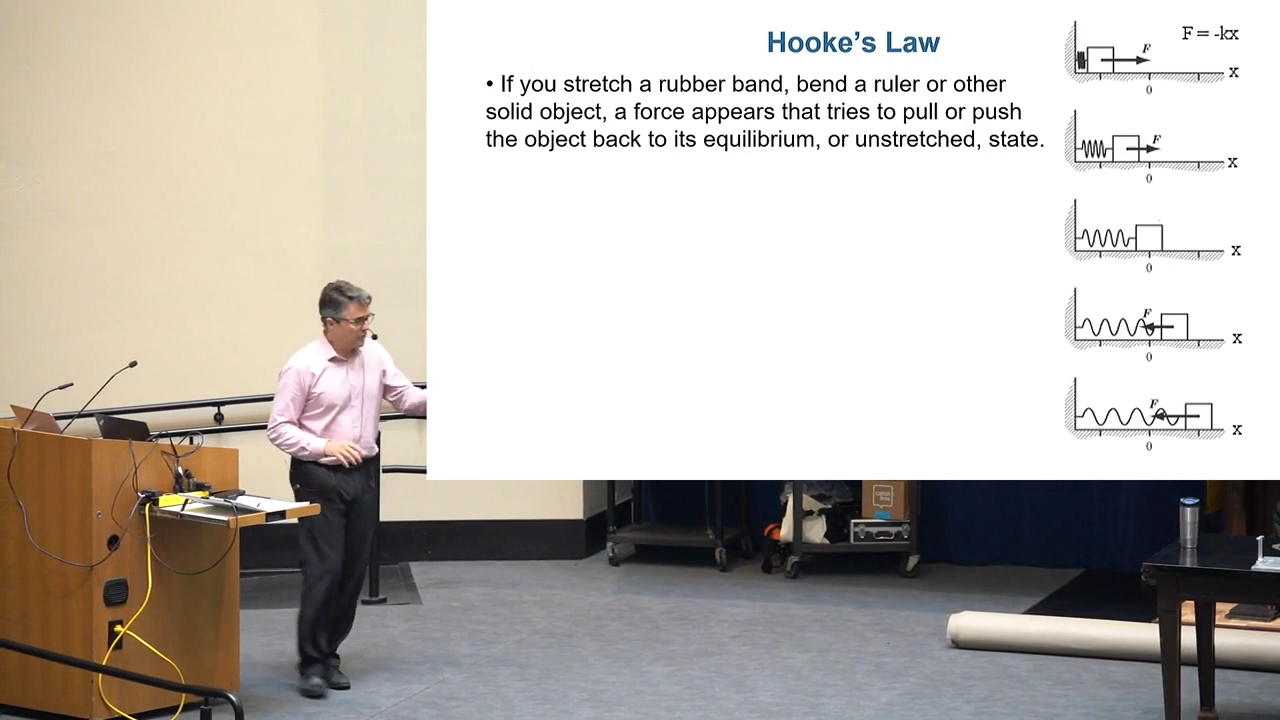 Hooke's Law
• If you stretch a rubber band, bend a ruler or other
solid object, a force appears that tries to pull or push
the object back to its equilibrium, or unstretched, state.
F = -kx
F
x
0
F
x
0
x
0
F
x
0
F
x
0